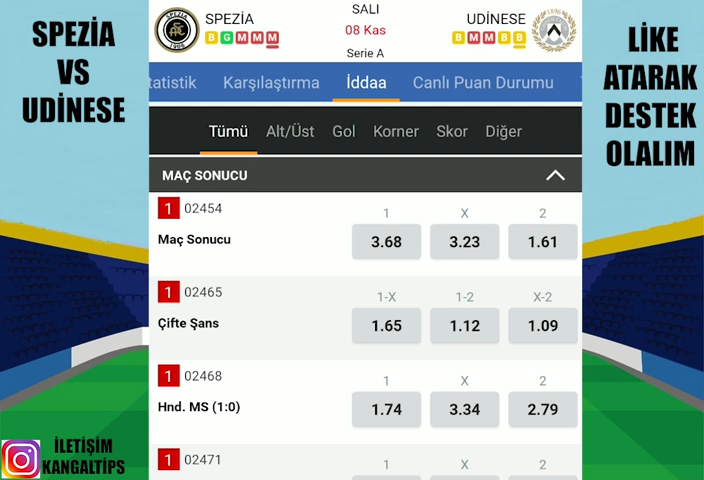 SPEZİA
VS
UDİNESE
SPEZIA
1906
SPEZİA
B G M M M
SALI
08 Kas
Serie A
UDİNESE
B M M B B
LİKE
ATARAK
DESTEK
OLALIM
tatistik Karşılaştırma İddaa Canlı Puan Durumu
Tümü Alt/Üst Gol Korner Skor Diğer
MAÇ SONUCU
1 02454
1 X 2
Maç Sonucu 3.68 3.23 1.61
1 02465
1-X 1-2 X-2
Çifte Şans 1.65 1.12 1.09
1 02468
1 X 2
Hnd. MS (1:0) 1.74 3.34 2.79
1 02471
1 X 2
İLETİŞİM
KANGALTİPS